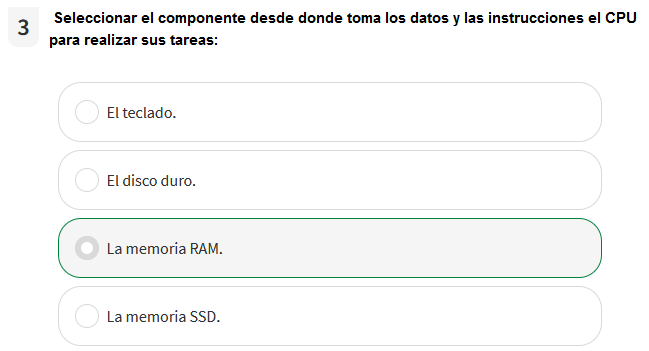 3
Seleccionar el componente desde donde toma los datos y las instrucciones el CPU
para realizar sus tareas:
El teclado.
El disco duro.
La memoria RAM.
La memoria SSD.